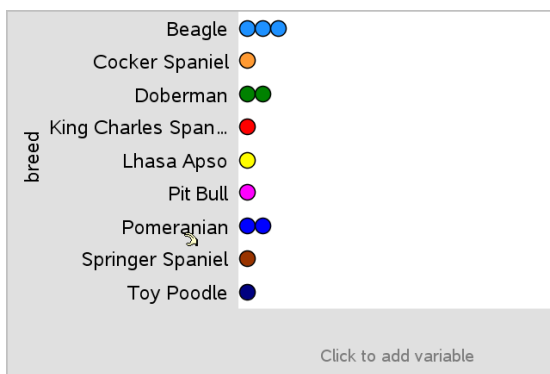 Beagle
Cocker Spaniel
Doberman
King Charles Span...
Lhasa Apso
Pit Bull
Pomeranian
Springer Spaniel
Toy Poodle
breed
Click to add variable